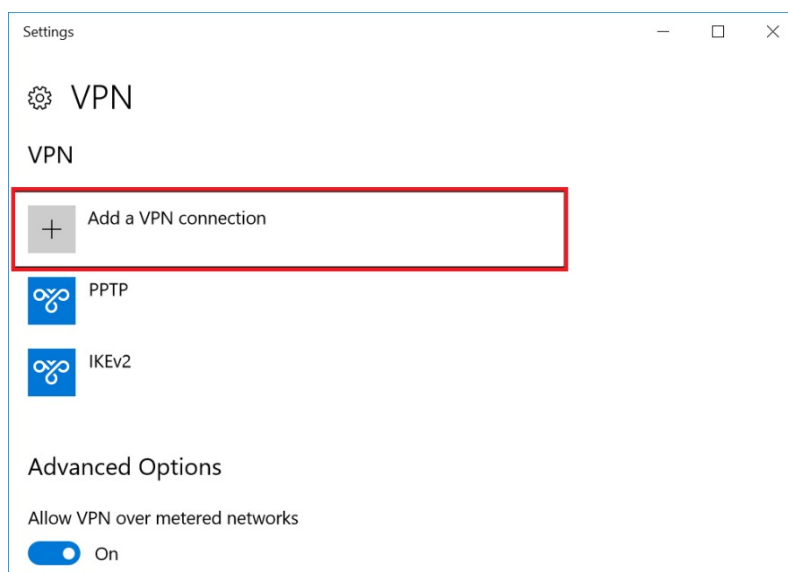 Settings
VPN
VPN
Add a VPN connection
PPTP
IKEv2
Advanced Options
Allow VPN over metered networks
On